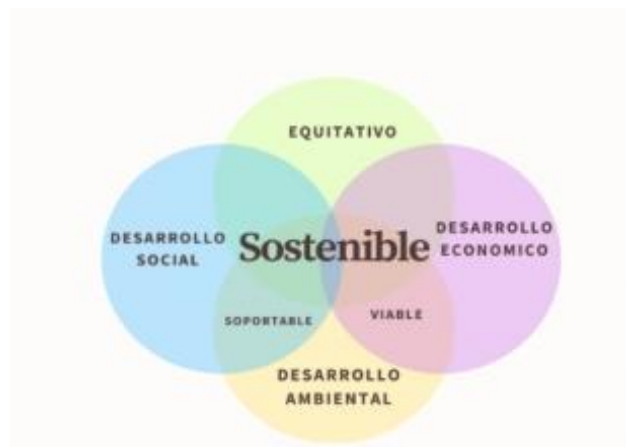 EQUITATIVO
DESARROLLO
SOCIAL
Sostenible
DESARROLLO
ECONOMICO
SOPORTABLE
VIABLE
DESARROLLO
AMBIENTAL